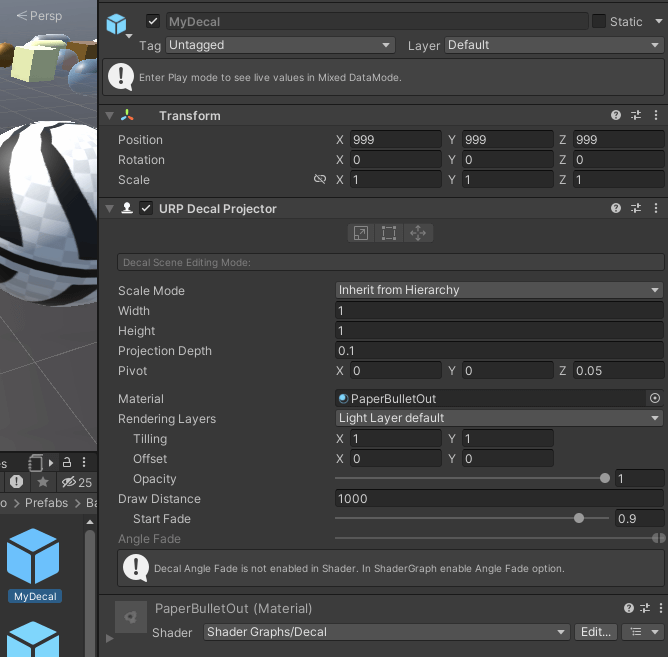 Persp
MyDecal
Static
Tag Untagged Layer Default
Enter Play mode to see live values in Mixed DataMode.
Transform
Position X 999 Y 999 Z 999
Rotation X 0 Y 0 Z 0
Scale X 1 Y 1 Z 1
URP Decal Projector
Decal Scene Editing Mode:
Scale Mode Inherit from Hierarchy
Width 1
Height 1
Projection Depth 0.1
Pivot X 0 Y 0 Z 0.05
Material PaperBulletOut
Rendering Layers Light Layer default
Tilling X 1 Y 1
Offset X 0 Y 0
Opacity 1
Draw Distance 1000
Start Fade 0.9
Angle Fade
Decal Angle Fade is not enabled in Shader. In ShaderGraph enable Angle Fade option.
PaperBulletOut (Material)
Shader Shader Graphs/Decal Edit...
es
25
o > Prefabs > Ba
MyDecal